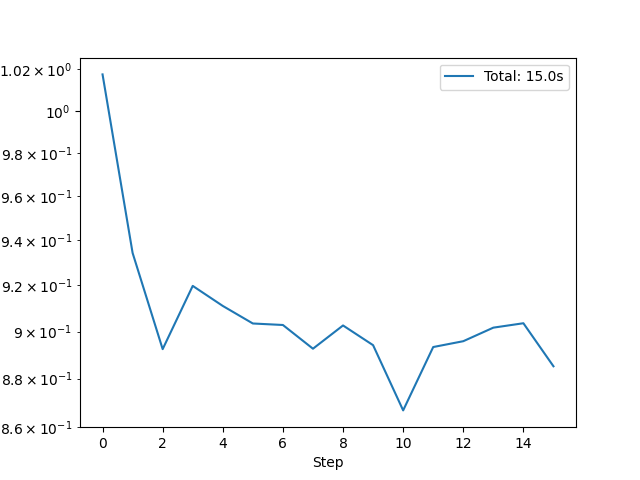 Total: 15.0s
1.02 × 10⁰
10⁰
9.8 × 10⁻¹
9.6 × 10⁻¹
9.4 × 10⁻¹
9.2 × 10⁻¹
9 × 10⁻¹
8.8 × 10⁻¹
8.6 × 10⁻¹
0 2 4 6 8 10 12 14
Step